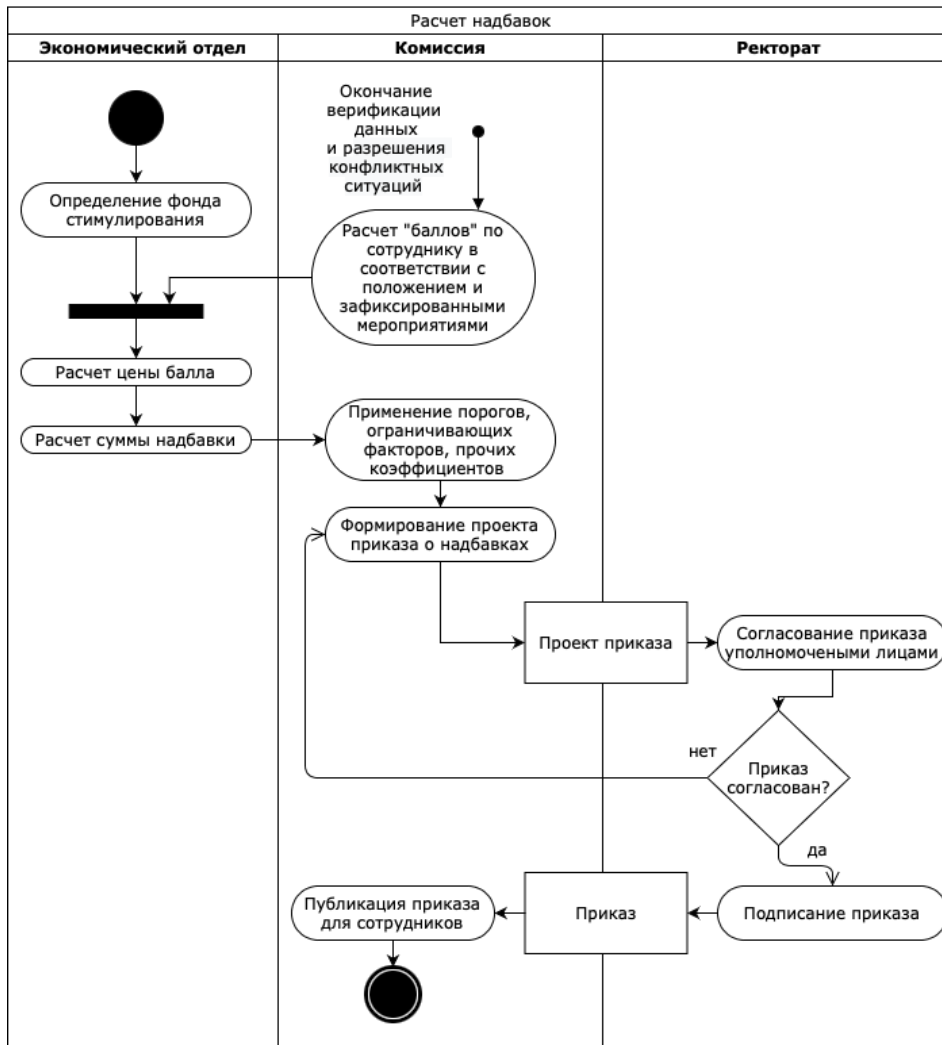 Расчет надбавок
Экономический отдел
Комиссия
Ректорат
Окончание
верификации
данных
и разрешения
конфликтных
ситуаций
Определение фонда
стимулирования
Расчет "баллов" по
сотруднику в
соответствии с
положением и
зафиксированными
мероприятиями
Расчет цены балла
Расчет суммы надбавки
Применение порогов,
ограничивающих
факторов, прочих
коэффициентов
Формирование проекта
приказа о надбавках
Проект приказа
Согласование приказа
уполномочеными лицами
нет
Приказ
согласован?
да
Подписание приказа
Приказ
Публикация приказа
для сотрудников